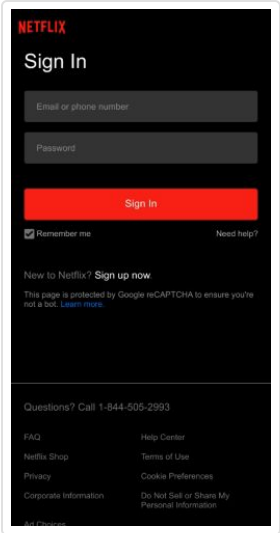 NETFLIX
Sign In
Email or phone number
Password
Sign In
Remember me Need help?
New to Netflix? Sign up now.
This page is protected by Google reCAPTCHA to ensure you're
not a bot. Learn more.
Questions? Call 1-844-505-2993
FAQ Help Center
Netflix Shop Terms of Use
Privacy Cookie Preferences
Corporate Information Do Not Sell or Share My
Personal Information
Ad Choices